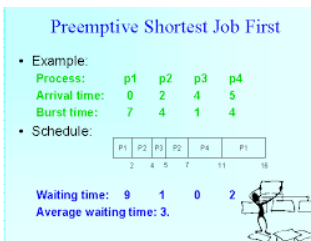 Preemptive Shortest Job First
• Example:
Process: p1 p2 p3 p4
Arrival time: 0 2 4 5
Burst time: 7 4 1 4
• Schedule:
P1 P2 P3 P2 P4 P1
2 4 5 7 11 16
Waiting time: 9 1 0 2
Average waiting time: 3.